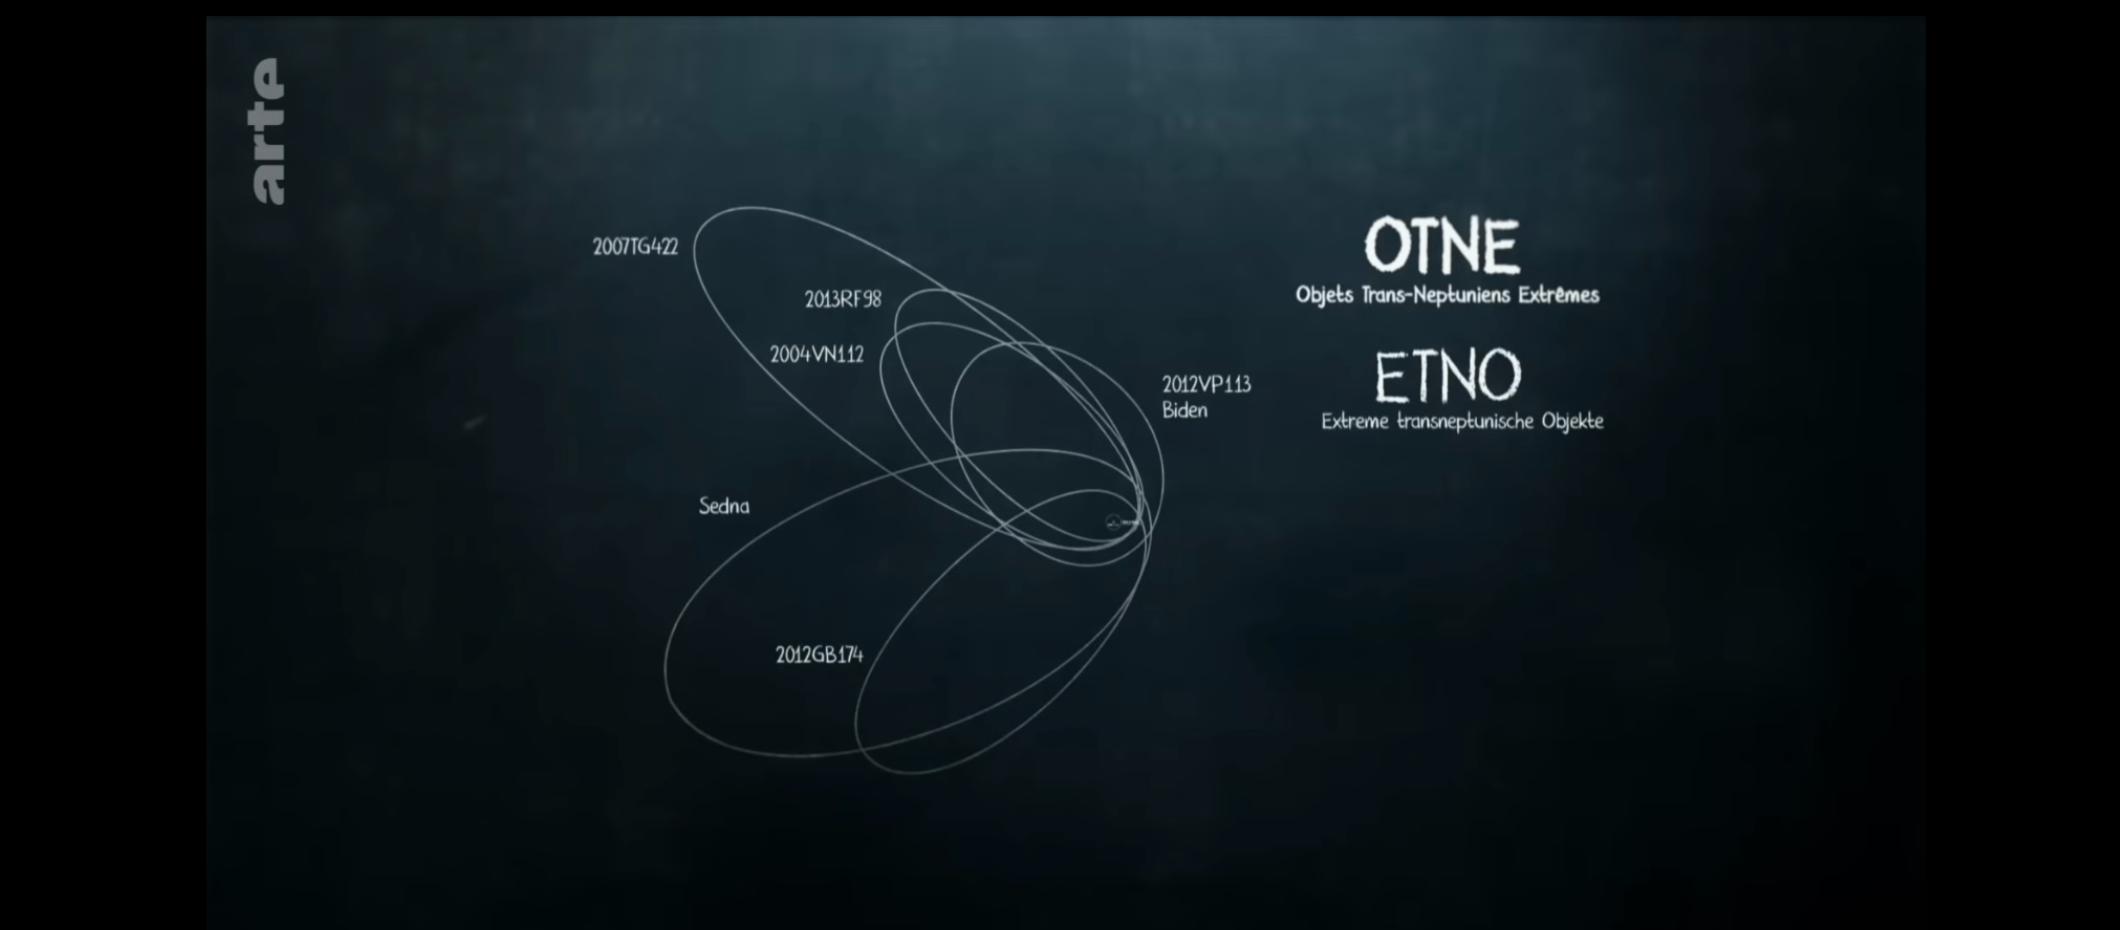 arte
2007TG422
2013RF98
2004VN112
2012VP113
Biden
Sedna
2012GB174
OTNE
Objets Trans-Neptuniens Extrêmes
ETNO
Extreme transneptunische Objekte